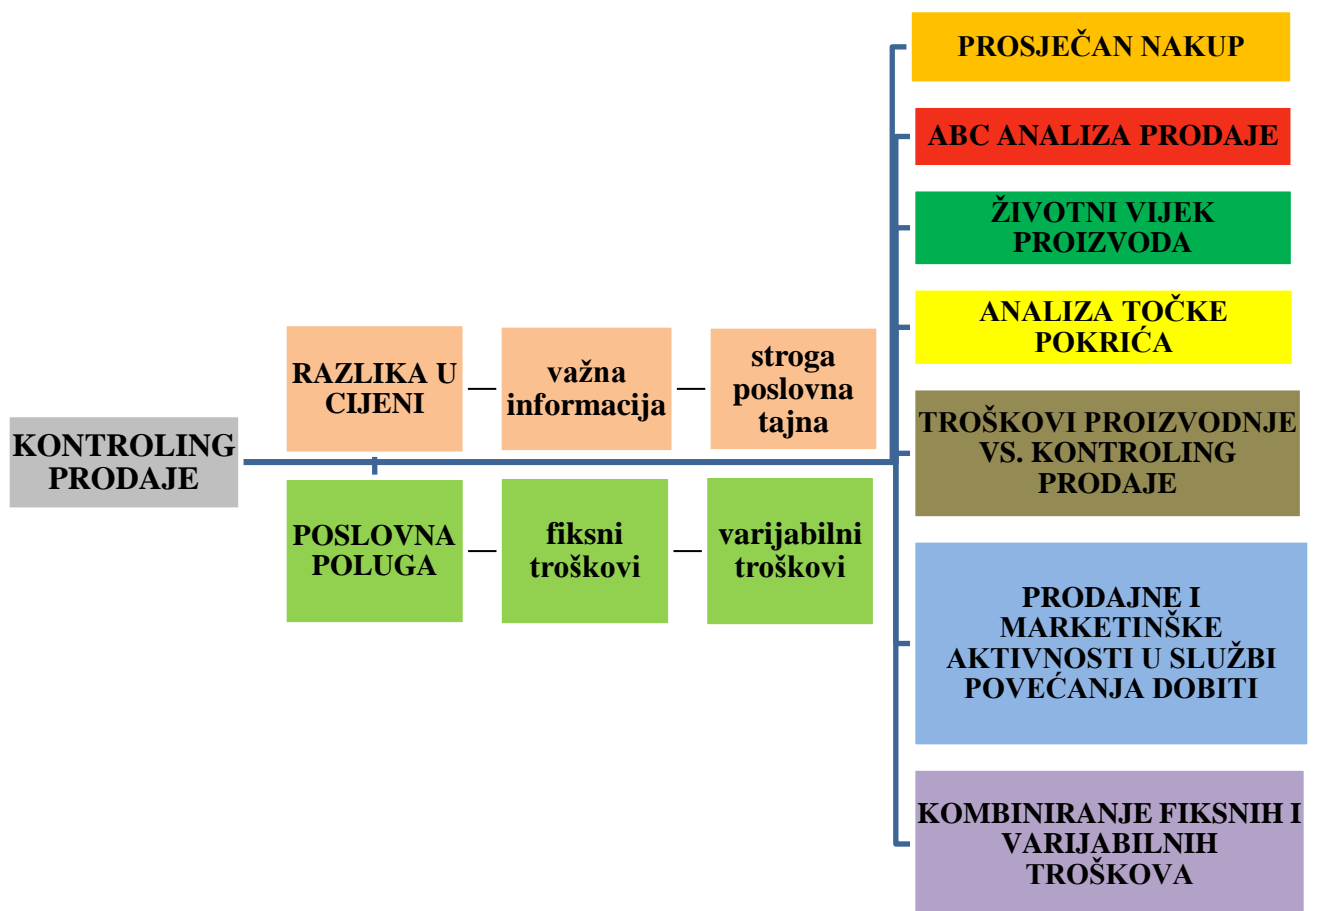 KONTROLING
PRODAJE
RAZLIKA U
CIJENI
važna
informacija
stroga
poslovna
tajna
POSLOVNA
POLUGA
fiksni
troškovi
varijabilni
troškovi
PROSJEČAN NAKUP
ABC ANALIZA PRODAJE
ŽIVOTNI VIJEK
PROIZVODA
ANALIZA TOČKE
POKRIĆA
TROŠKOVI PROIZVODNJE
VS. KONTROLING
PRODAJE
PRODAJNE I
MARKETINŠKE
AKTIVNOSTI U SLUŽBI
POVEĆANJA DOBITI
KOMBINIRANJE FIKSNIH I
VARIJABILNIH
TROŠKOVA